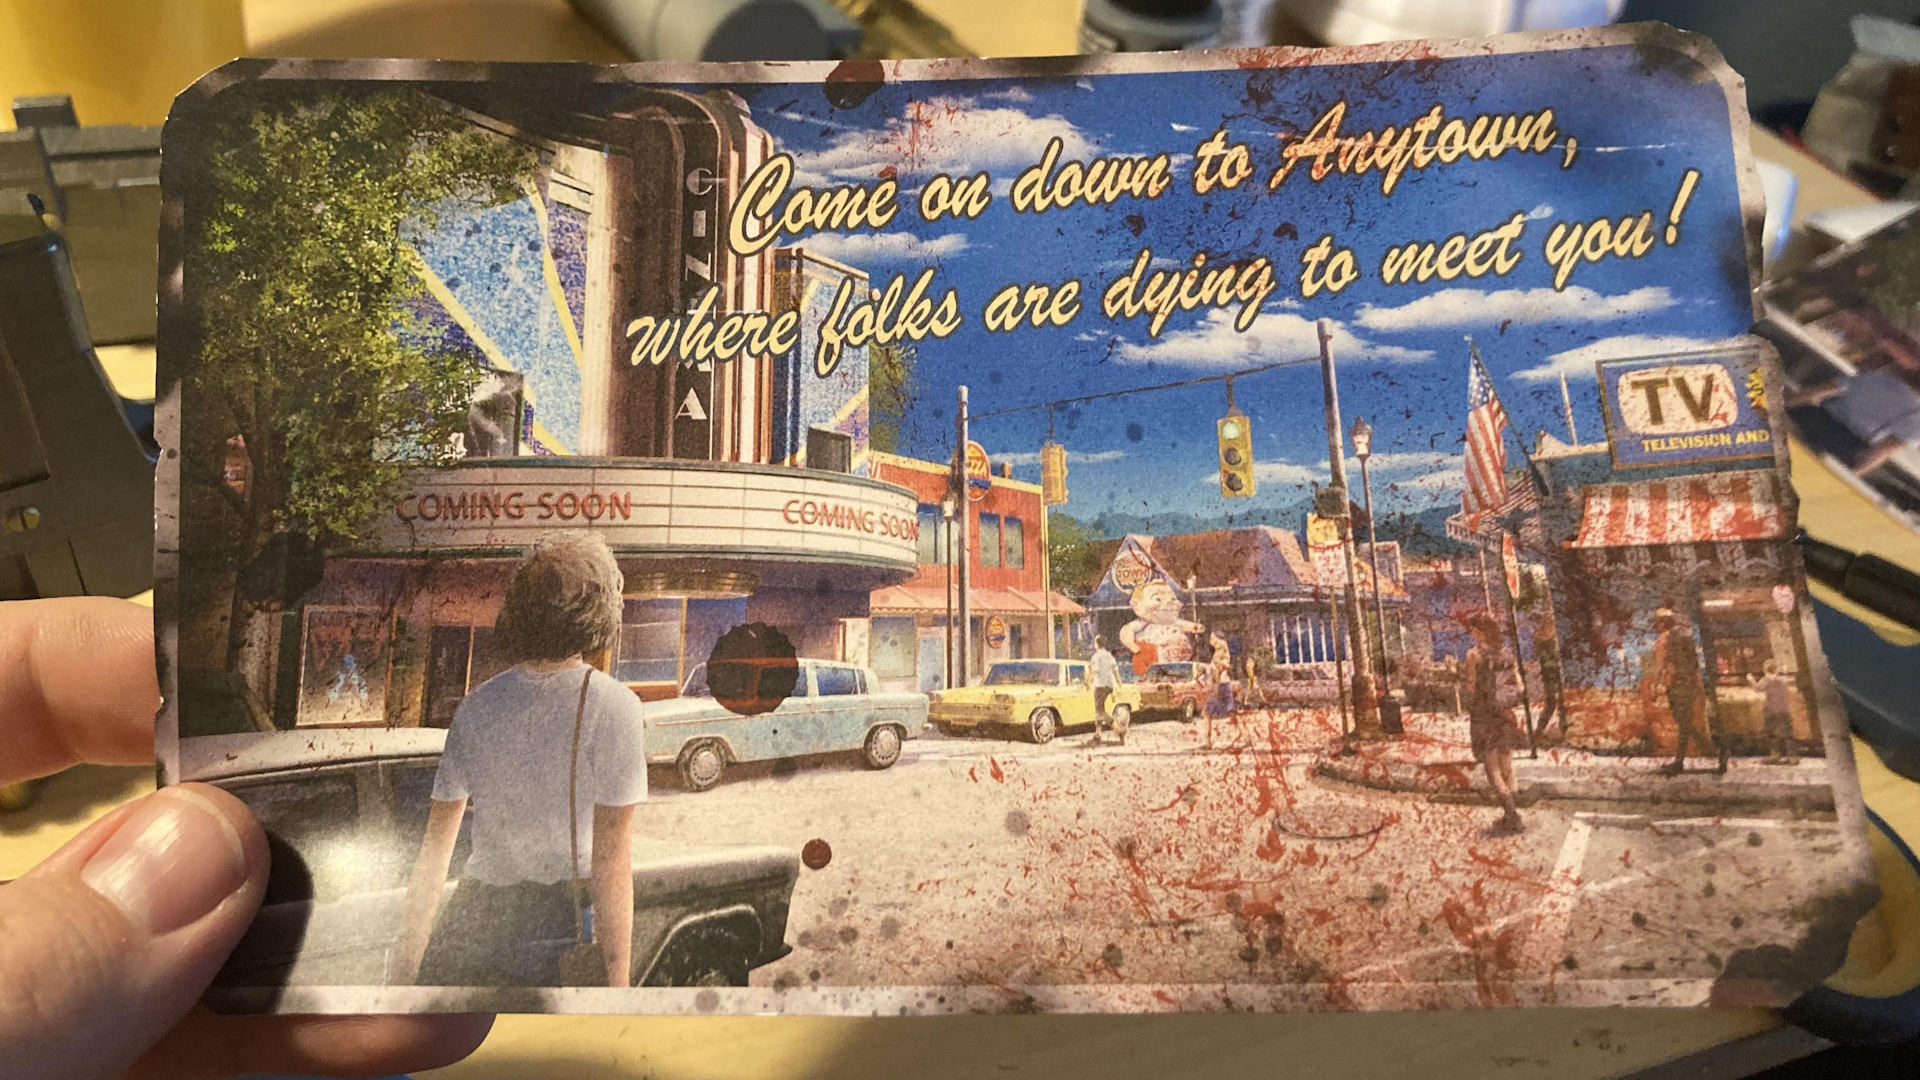 Come on down to Anytown,
where folks are dying to meet you!
CINEMA
COMING SOON
COMING SOON
TV
TELEVISION AND
TOWN